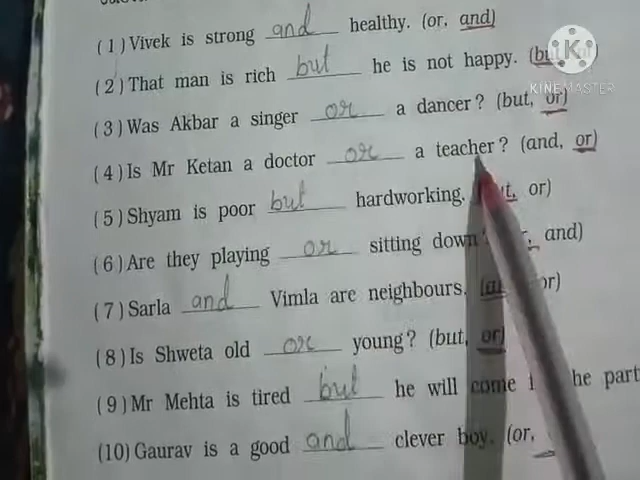 (1) Vivek is strong and healthy. (or, and)
(2) That man is rich but he is not happy. (but,
KINEMASTER
(3) Was Akbar a singer or a dancer? (but, or)
(4) Is Mr Ketan a doctor or a teacher? (and, or)
(5) Shyam is poor but hardworking. or)
(6) Are they playing or sitting down? and)
(7) Sarla and Vimla are neighbours. or)
(8) Is Shweta old or young? (but, or)
(9) Mr Mehta is tired but he will come
(10) Gaurav is a good and clever boy. (or,